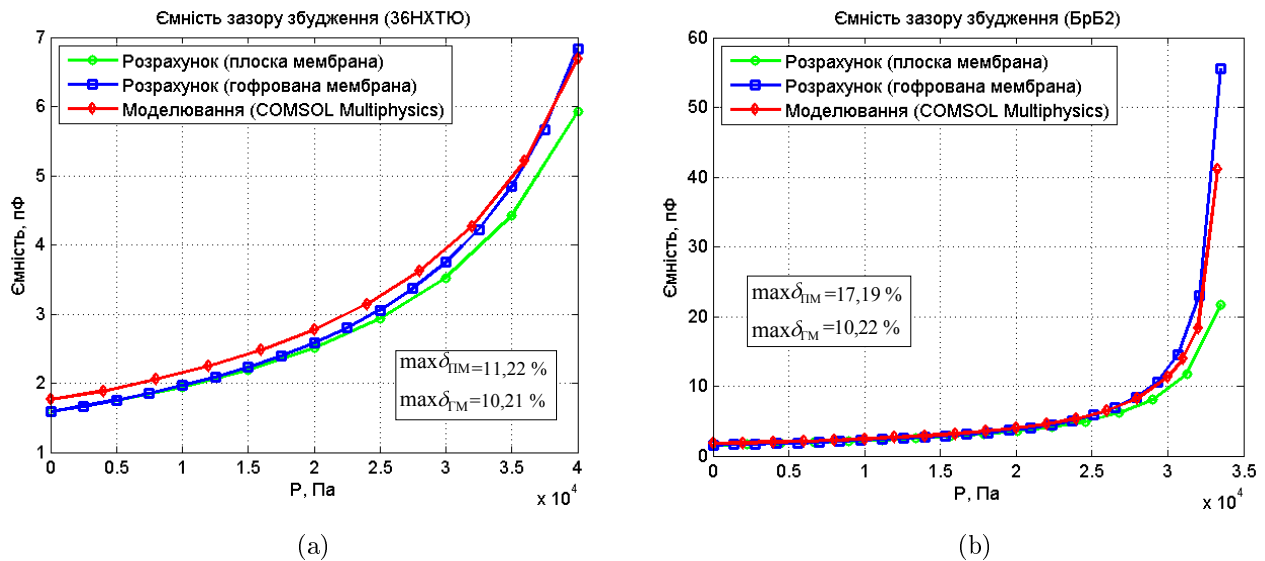 Ємність зазору збудження (36НХТЮ)
7
6
5
4
3
2
1
Ємність, пФ
Розрахунок (плоска мембрана)
Розрахунок (гофрована мембрана)
Моделювання (COMSOL Multiphysics)
maxδПМ=11,22 %
maxδГМ=10,21 %
0 0.5 1 1.5 2 2.5 3 3.5 4
P, Па
x 10⁴
(a)
Ємність зазору збудження (БрБ2)
60
50
40
30
20
10
0
Ємність, пФ
Розрахунок (плоска мембрана)
Розрахунок (гофрована мембрана)
Моделювання (COMSOL Multiphysics)
maxδПМ=17,19 %
maxδГМ=10,22 %
0 0.5 1 1.5 2 2.5 3 3.5
P, Па
x 10⁴
(b)